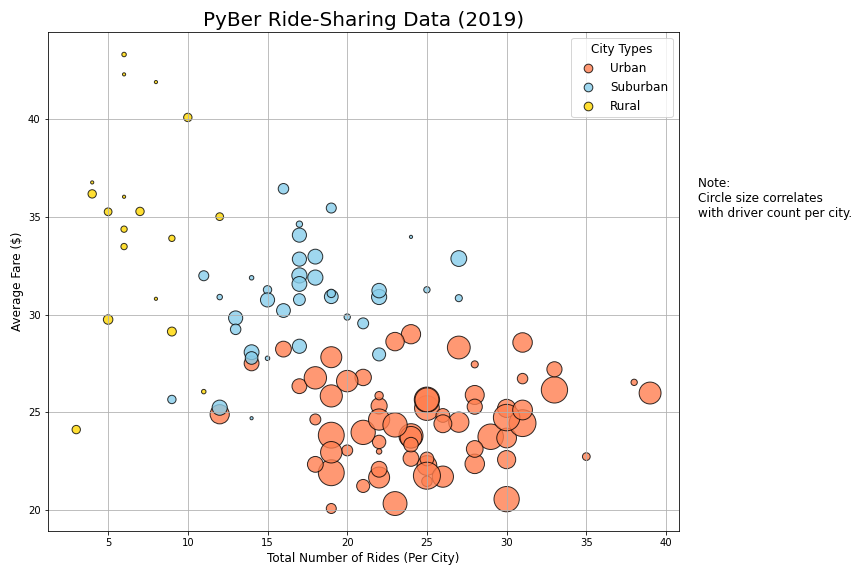 PyBer Ride-Sharing Data (2019)
City Types
Urban
Suburban
Rural
40
35
30
25
20
Average Fare ($)
5 10 15 20 25 30 35 40
Total Number of Rides (Per City)
Note:
Circle size correlates
with driver count per city.